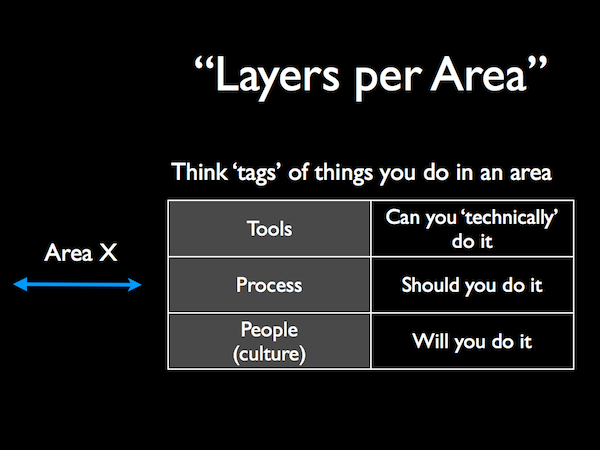 “Layers per Area”
Think ‘tags’ of things you do in an area
Area X
Tools
Can you ‘technically’
do it
Process
Should you do it
People
(culture)
Will you do it